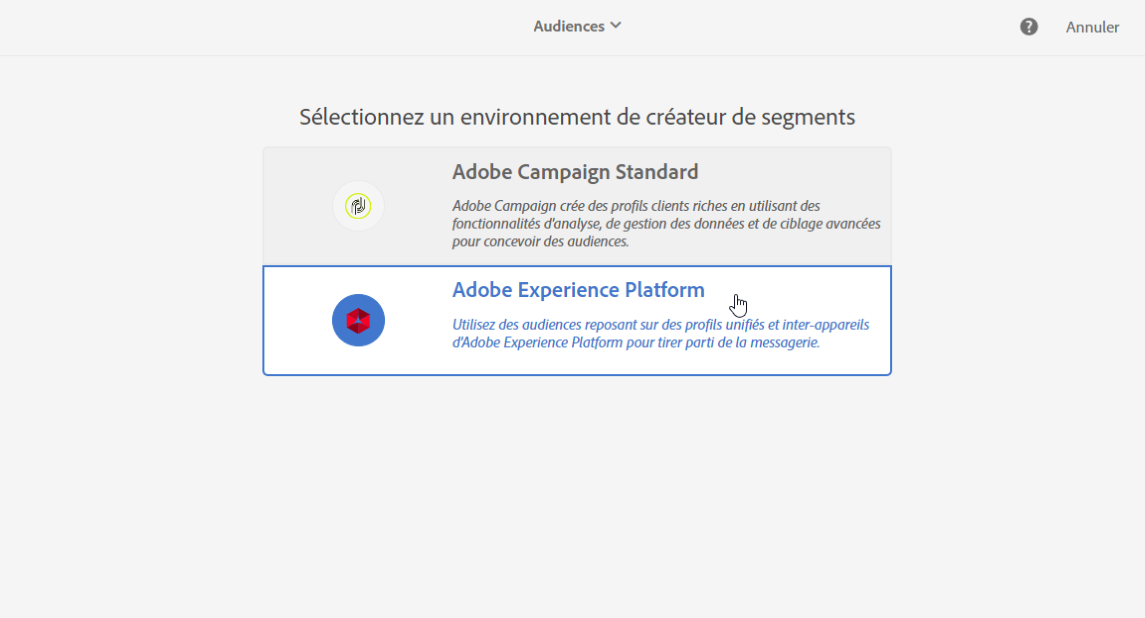 Audiences
?
Annuler
Sélectionnez un environnement de créateur de segments
Adobe Campaign Standard
Adobe Campaign crée des profils clients riches en utilisant des
fonctionnalités d'analyse, de gestion des données et de ciblage avancées
pour concevoir des audiences.
Adobe Experience Platform
Utilisez des audiences reposant sur des profils unifiés et inter-appareils
d'Adobe Experience Platform pour tirer parti de la messagerie.